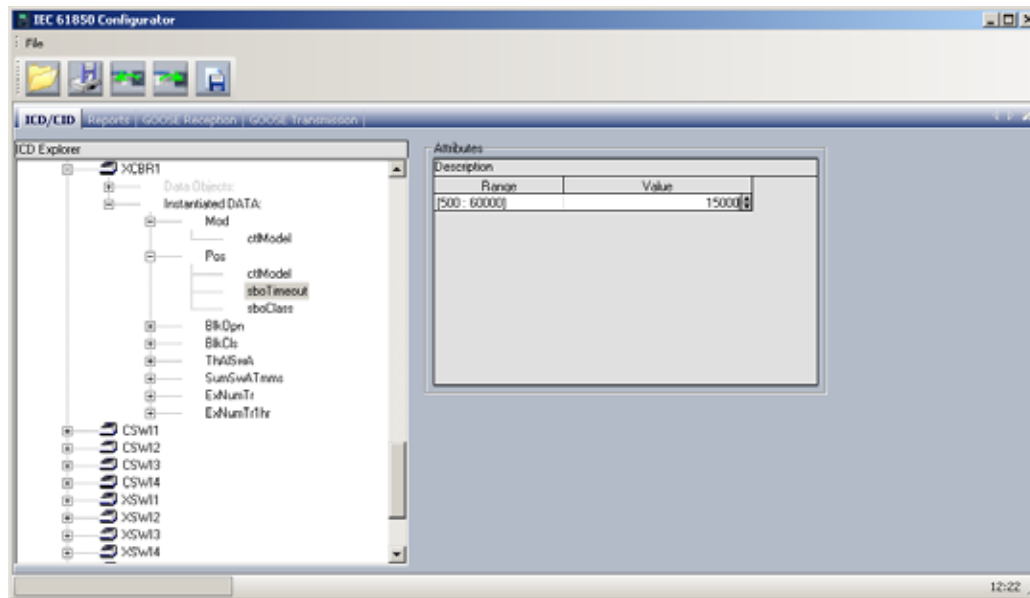 IEC 61850 Configurator
File
ICD/CID | Reports | GOOSE Reception | GOOSE Transmission |
ICD Explorer
XCBR1
Data Objects:
Instantiated DATA:
Mod
ctlModel
Pos
ctlModel
sboTimeout
sboClass
BlkOpn
BlkCls
ThAlSwA
SumSwATmms
ExNumTr
ExNumTr1hr
CSWI1
CSWI2
CSWI3
CSWI4
XSWI1
XSWI2
XSWI3
XSWI4
Attributes
Description
Range Value
[500 : 60000] 15000
12:22